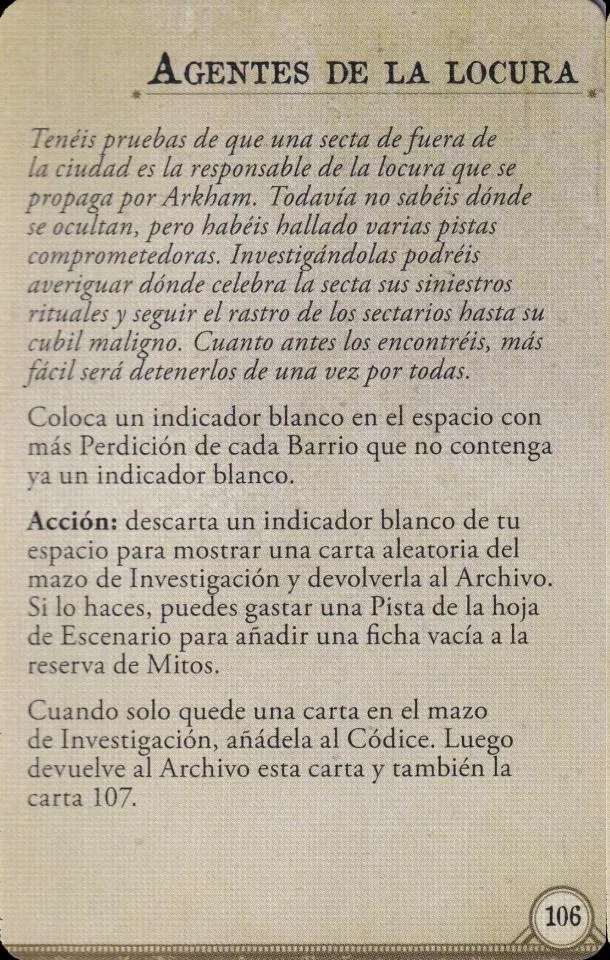 Agentes de la locura
Tenéis pruebas de que una secta de fuera de
la ciudad es la responsable de la locura que se
propaga por Arkham. Todavía no sabéis dónde
se ocultan, pero habéis hallado varias pistas
comprometedoras. Investigándolas podréis
averiguar dónde celebra la secta sus siniestros
rituales y seguir el rastro de los sectarios hasta su
cubil maligno. Cuanto antes los encontréis, más
fácil será detenerlos de una vez por todas.
Coloca un indicador blanco en el espacio con
más Perdición de cada Barrio que no contenga
ya un indicador blanco.
Acción: descarta un indicador blanco de tu
espacio para mostrar una carta aleatoria del
mazo de Investigación y devolverla al Archivo.
Si lo haces, puedes gastar una Pista de la hoja
de Escenario para añadir una ficha vacía a la
reserva de Mitos.
Cuando solo quede una carta en el mazo
de Investigación, añádela al Códice. Luego
devuelve al Archivo esta carta y también la
carta 107.
106